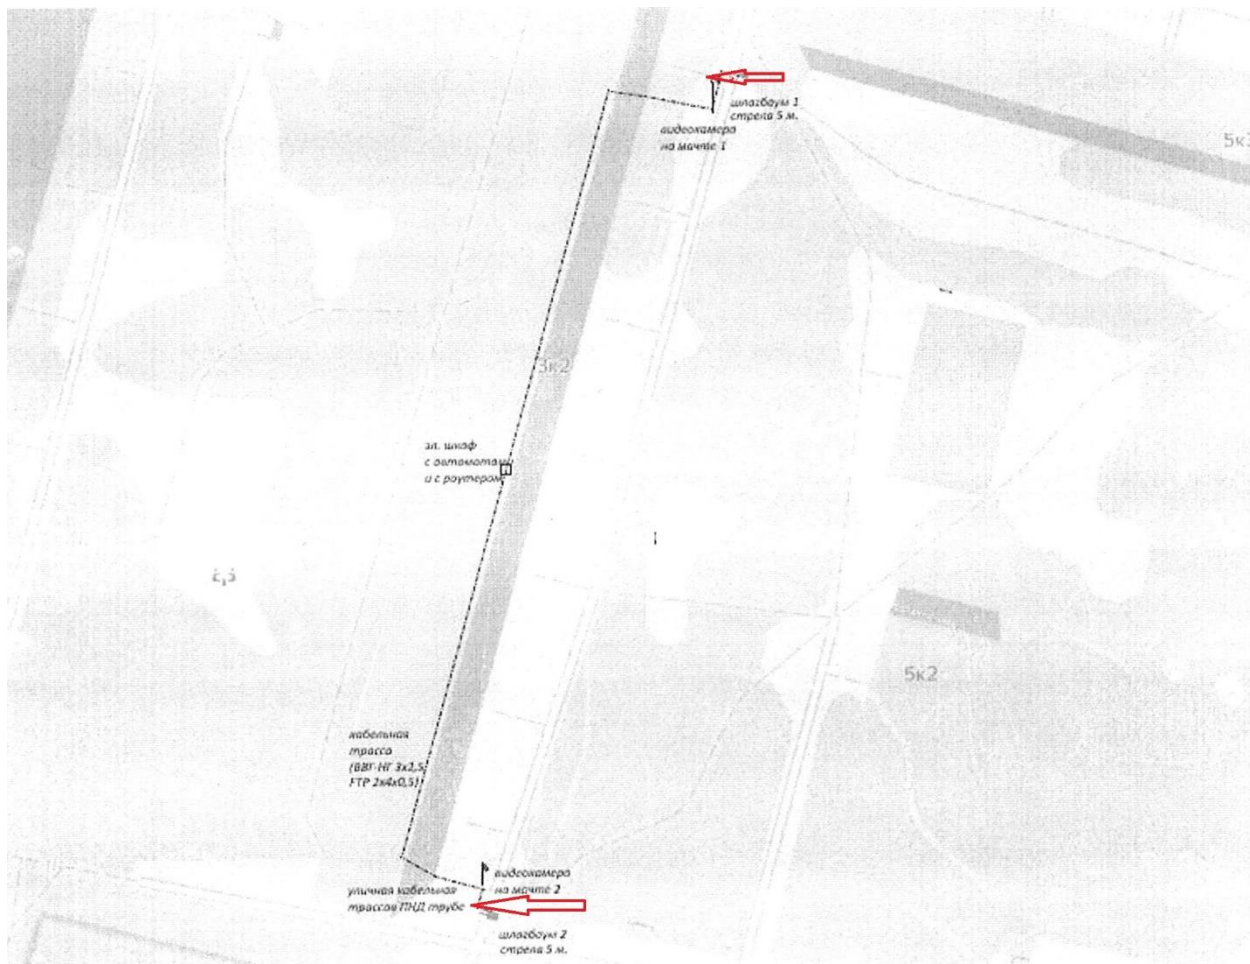 шлагбаум 1
стрела 5 м.
видеокамера
на мачте 1
5к
3к2
эл. шкаф
с автоматами
и с роутером
5к2
кабельная
трасса
(ВВГ-НГ 3х2,5
FTP 2х4х0,5)
видеокамера
на мачте 2
уличная кабельная
трасса ПНД трубе
шлагбаум 2
стрела 5 м.